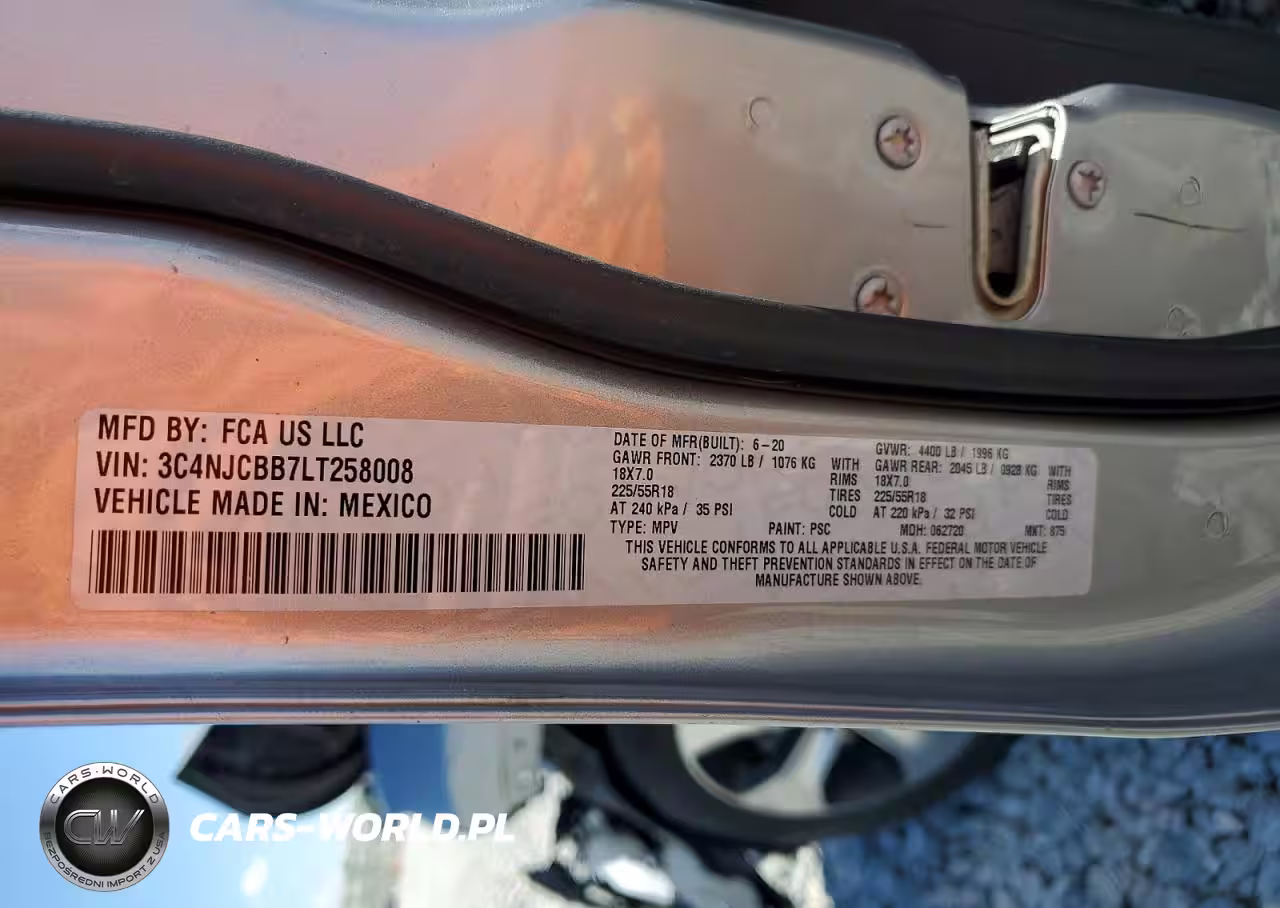 MFD BY: FCA US LLC
VIN: 3C4NJCBB7LT258008
VEHICLE MADE IN: MEXICO
DATE OF MFR(BUILT): 6-20
GAWR FRONT: 2370 LB / 1076 KG WITH
18X7.0 RIMS
225/55R18 TIRES
AT 240 kPa / 35 PSI COLD
GVWR: 4400 LB / 1996 KG
GAWR REAR: 2045 LB / 0928 KG WITH
18X7.0 RIMS
225/55R18 TIRES
AT 220 kPa / 32 PSI COLD
TYPE: MPV PAINT: PSC MDH: 062720 MKT: 875
THIS VEHICLE CONFORMS TO ALL APPLICABLE U.S.A. FEDERAL MOTOR VEHICLE
SAFETY AND THEFT PREVENTION STANDARDS IN EFFECT ON THE DATE OF
MANUFACTURE SHOWN ABOVE.
CARS-WORLD
CW
BEZPOŚREDNI IMPORT Z USA
CARS-WORLD.PL